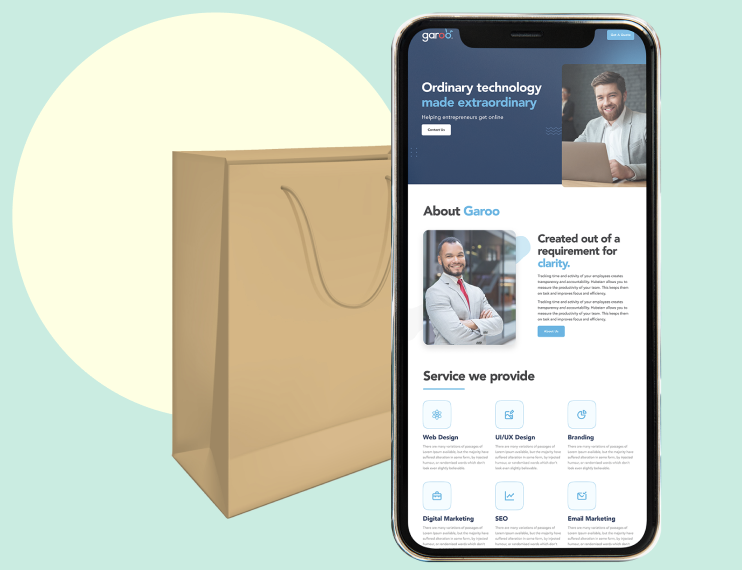 garoo
Get A Quote
Ordinary technology
made extraordinary
Helping entrepreneurs get online
Contact Us
About Garoo
Created out of a
requirement for
clarity.
Tracking time and activity of your employees creates
transparency and accountability. Hubstaff allows you to
measure the productivity of your team. This keeps them
on task and improves focus and efficiency.
Tracking time and activity of your employees creates
transparency and accountability. Hubstaff allows you to
measure the productivity of your team. This keeps them
on task and improves focus and efficiency.
About Us
Service we provide
Web Design
UI/UX Design
Branding
There are many variations of passages of
Lorem Ipsum available, but the majority have
suffered alteration in some form, by injected
humour, or randomised words which don't
look even slightly believable.
There are many variations of passages of
Lorem Ipsum available, but the majority have
suffered alteration in some form, by injected
humour, or randomised words which don't
look even slightly believable.
There are many variations of passages of
Lorem Ipsum available, but the majority have
suffered alteration in some form, by injected
humour, or randomised words which don't
look even slightly believable.
Digital Marketing
SEO
Email Marketing
There are many variations of passages of
Lorem Ipsum available, but the majority have
suffered alteration in some form, by injected
humour, or randomised words which don't
There are many variations of passages of
Lorem Ipsum available, but the majority have
suffered alteration in some form, by injected
humour, or randomised words which don't
There are many variations of passages of
Lorem Ipsum available, but the majority have
suffered alteration in some form, by injected
humour, or randomised words which don't